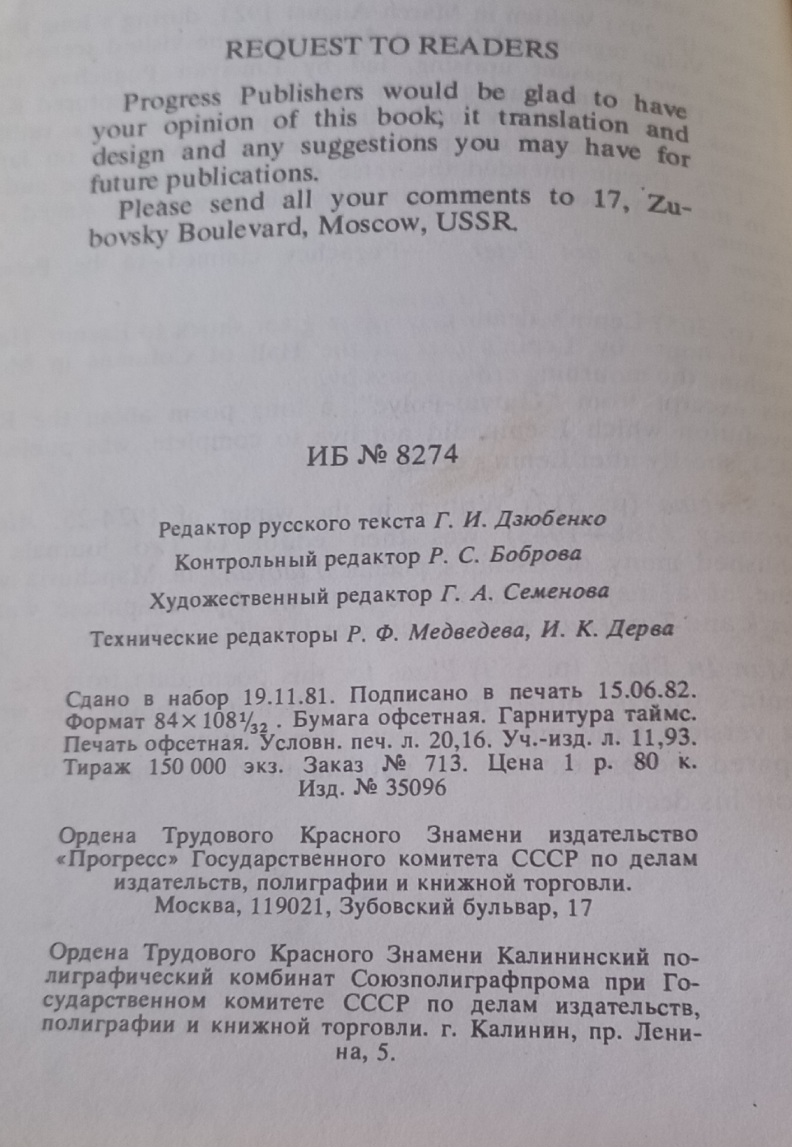 REQUEST TO READERS
Progress Publishers would be glad to have
your opinion of this book; it translation and
design and any suggestions you may have for
future publications.
Please send all your comments to 17, Zu-
bovsky Boulevard, Moscow, USSR.
ИБ № 8274
Редактор русского текста Г. И. Дзюбенко
Контрольный редактор Р. С. Боброва
Художественный редактор Г. А. Семенова
Технические редакторы Р. Ф. Медведева, И. К. Дерва
Сдано в набор 19.11.81. Подписано в печать 15.06.82.
Формат 84×108 1/32 . Бумага офсетная. Гарнитура таймс.
Печать офсетная. Условн. печ. л. 20,16. Уч.-изд. л. 11,93.
Тираж 150 000 экз. Заказ № 713. Цена 1 р. 80 к.
Изд. № 35096
Ордена Трудового Красного Знамени издательство
«Прогресс» Государственного комитета СССР по делам
издательств, полиграфии и книжной торговли.
Москва, 119021, Зубовский бульвар, 17
Ордена Трудового Красного Знамени Калининский по-
лиграфический комбинат Союзполиграфпрома при Го-
сударственном комитете СССР по делам издательств,
полиграфии и книжной торговли. г. Калинин, пр. Лени-
на, 5.